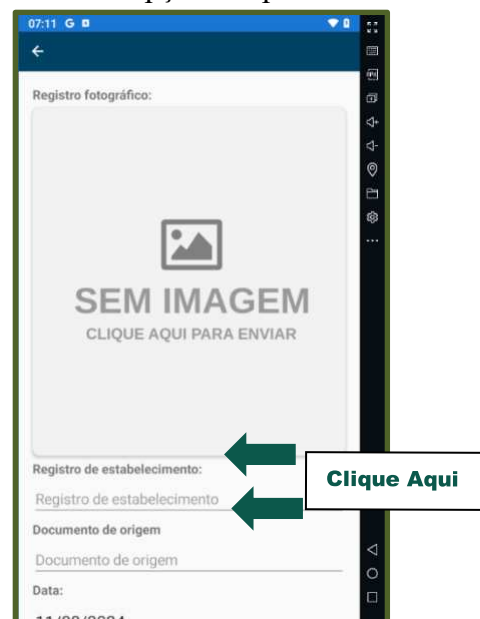 07:11 G
Registro fotográfico:
SEM IMAGEM
CLIQUE AQUI PARA ENVIAR
Registro de estabelecimento:
Clique Aqui
Registro de estabelecimento
Documento de origem
Documento de origem
Data: